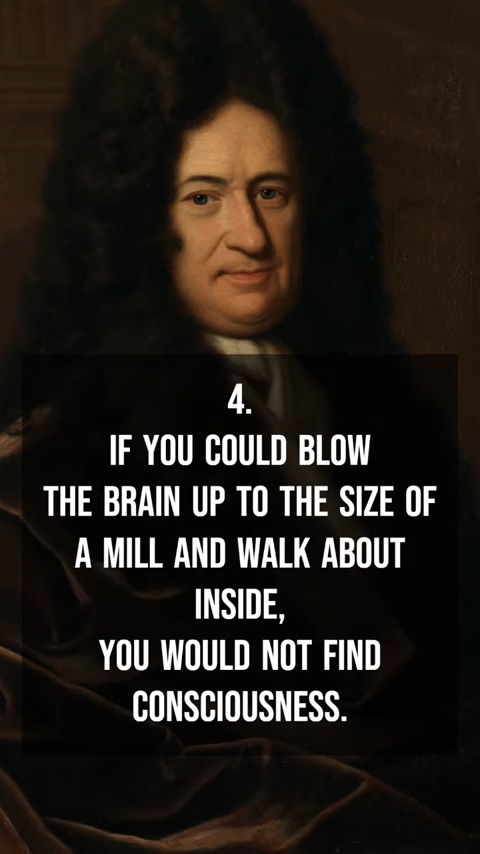 4.
IF YOU COULD BLOW
THE BRAIN UP TO THE SIZE OF
A MILL AND WALK ABOUT
INSIDE,
YOU WOULD NOT FIND
CONSCIOUSNESS.